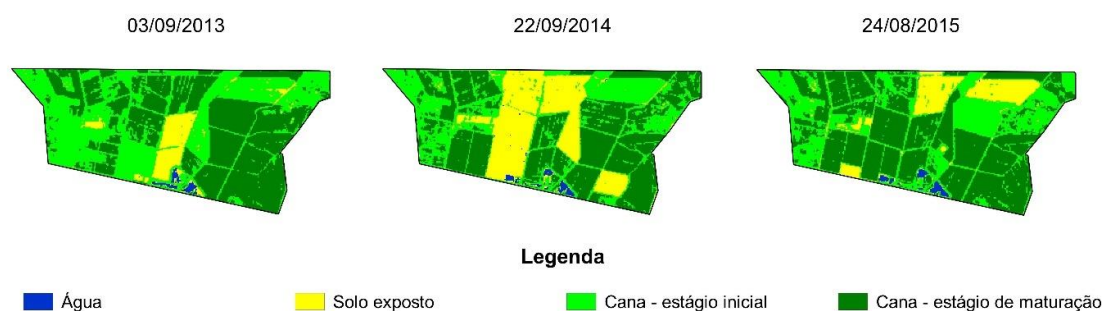 03/09/2013
22/09/2014
24/08/2015
Legenda
Água
Solo exposto
Cana - estágio inicial
Cana - estágio de maturação